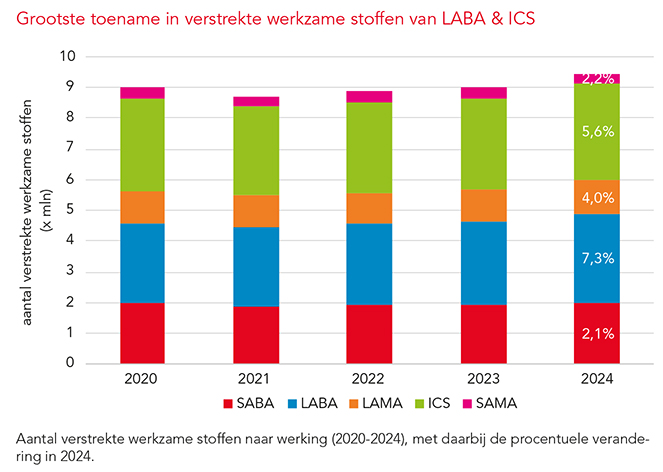 Grootste toename in verstrekte werkzame stoffen van LABA & ICS
aantal verstrekte werkzame stoffen
(x mln)
10
9
8
7
6
5
4
3
2
1
0
2,2%
5,6%
4,0%
7,3%
2,1%
2020 2021 2022 2023 2024
SABA LABA LAMA ICS SAMA
Aantal verstrekte werkzame stoffen naar werking (2020-2024), met daarbij de procentuele verande-
ring in 2024.